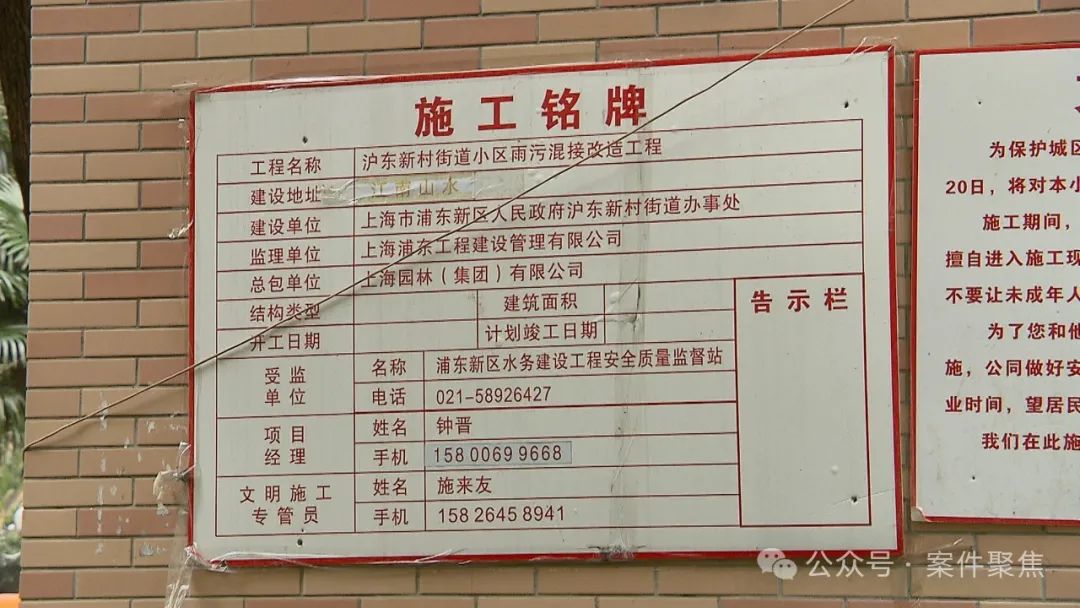 施工铭牌
工程名称 沪东新村街道小区雨污混接改造工程
建设地址 江南山水
建设单位 上海市浦东新区人民政府沪东新村街道办事处
监理单位 上海浦东工程建设管理有限公司
总包单位 上海园林（集团）有限公司
结构类型 建筑面积
开工日期 计划竣工日期
告示栏
受监单位 名称 浦东新区水务建设工程安全质量监督站
电话 021-58926427
项目经理 姓名 钟晋
手机 158 0069 9668
文明施工专管员 姓名 施来友
手机 158 2645 8941
为保护城区
20日，将对本小
施工期间，
擅自进入施工现
不要让未成年人
为了您和他
施，公同做好安
业时间，望居民
我们在此施
公众号·案件聚焦